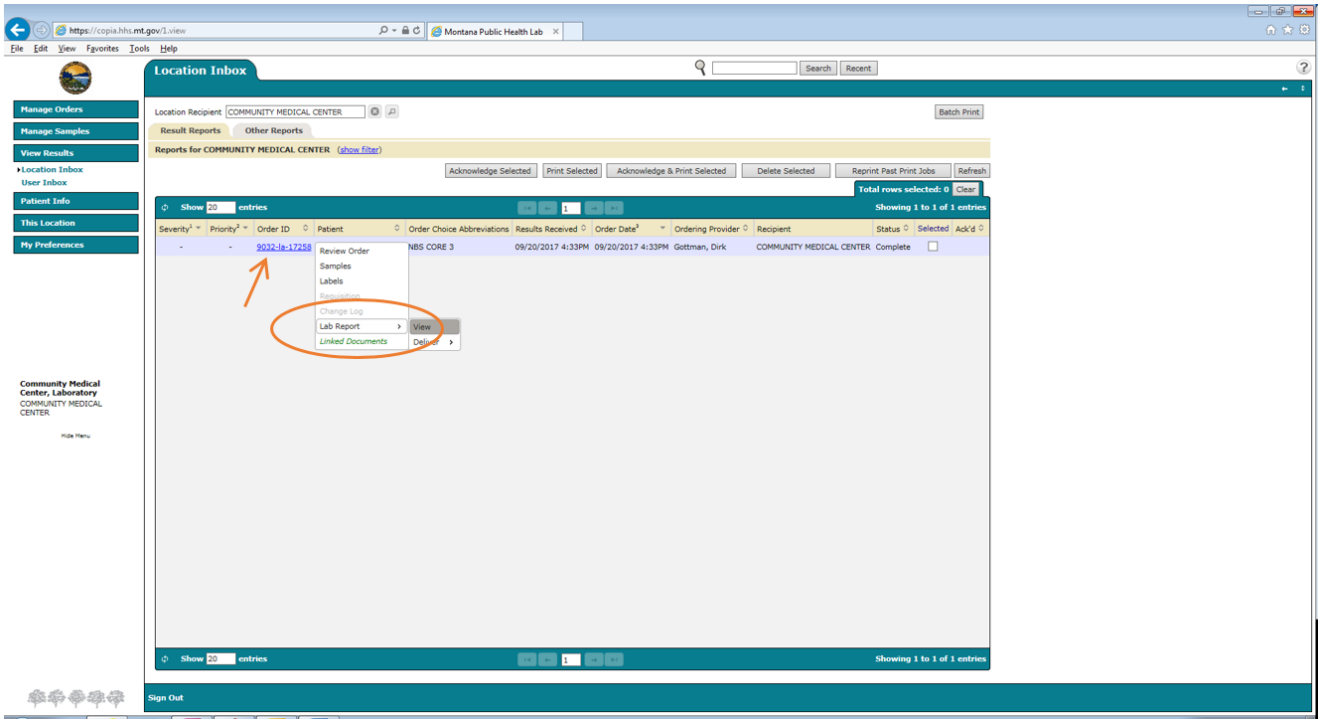 https://copia.hhs.mt.gov/1.view
Montana Public Health Lab
File Edit View Favorites Tools Help
Location Inbox
Search Recent
Manage Orders
Manage Samples
View Results
Location Inbox
User Inbox
Patient Info
This Location
My Preferences
Location Recipient COMMUNITY MEDICAL CENTER
Batch Print
Result Reports Other Reports
Reports for COMMUNITY MEDICAL CENTER (show filter)
Acknowledge Selected Print Selected Acknowledge & Print Selected Delete Selected Reprint Past Print Jobs Refresh
Total rows selected: 0 Clear
Show 20 entries 1 Showing 1 to 1 of 1 entries
Severity¹ Priority² Order ID Patient Order Choice Abbreviations Results Received Order Date³ Ordering Provider Recipient Status Selected Ack'd
- - 9032-la-17258 NBS CORE 3 09/20/2017 4:33PM 09/20/2017 4:33PM Gottman, Dirk COMMUNITY MEDICAL CENTER Complete
Review Order
Samples
Labels
Requisition
Change Log
Lab Report > View
Linked Documents Deliver >
Community Medical
Center, Laboratory
COMMUNITY MEDICAL
CENTER
Hide Menu
Show 20 entries 1 Showing 1 to 1 of 1 entries
Sign Out